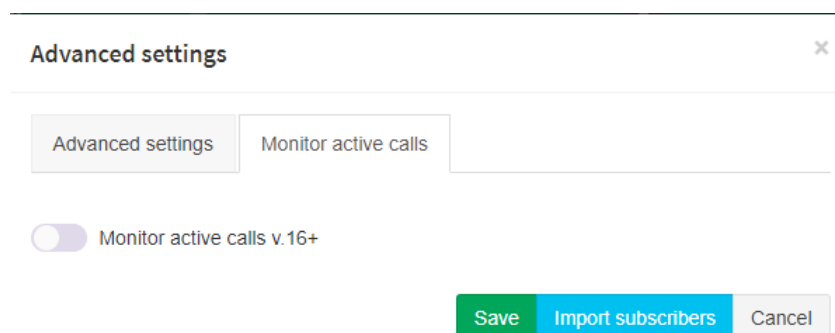 Advanced settings ×
Advanced settings Monitor active calls
Monitor active calls v.16+
Save Import subscribers Cancel